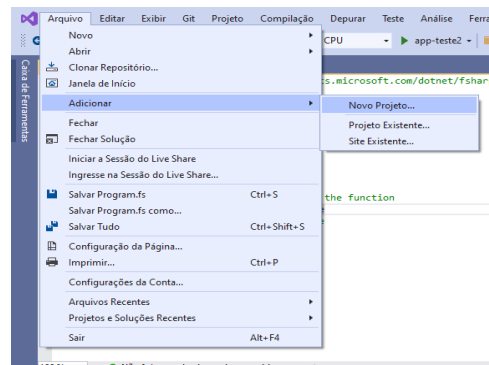 Arquivo Editar Exibir Git Projeto Compilação Depurar Teste Análise Ferra
Novo
CPU app-teste2
Abrir
Clonar Repositório...
Janela de Início
s.microsoft.com/dotnet/fshar
Adicionar
Novo Projeto...
Fechar
Projeto Existente...
Fechar Solução
Site Existente...
Iniciar a Sessão do Live Share
Ingresse na Sessão do Live Share...
Salvar Program.fs Ctrl+S
the function
Salvar Program.fs como...
Salvar Tudo Ctrl+Shift+S
Configuração da Página...
Imprimir... Ctrl+P
Configurações da Conta...
Arquivos Recentes
Projetos e Soluções Recentes
Sair Alt+F4
Caixa de Ferramentas